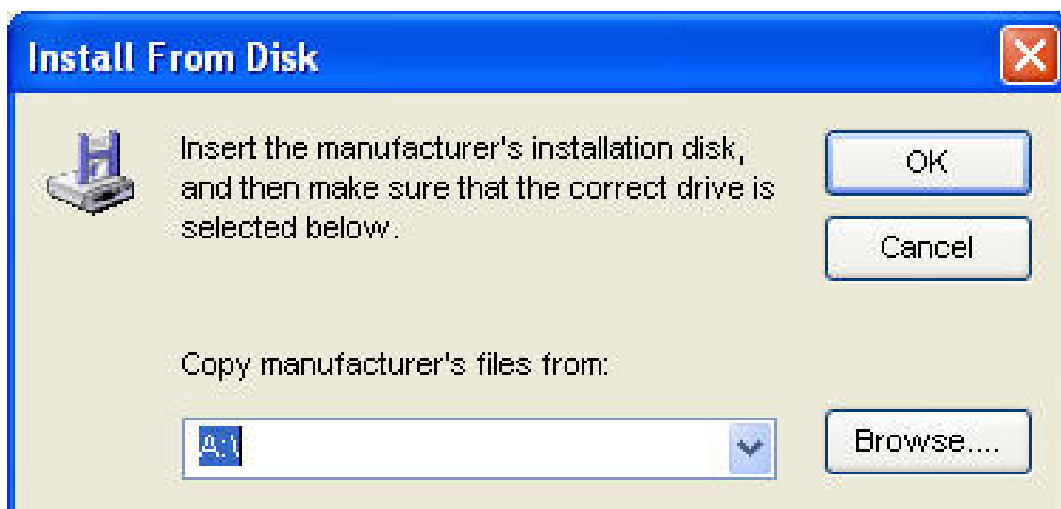 Install From Disk
Insert the manufacturer's installation disk,
and then make sure that the correct drive is
selected below.
OK
Cancel
Copy manufacturer's files from:
A:\
Browse....